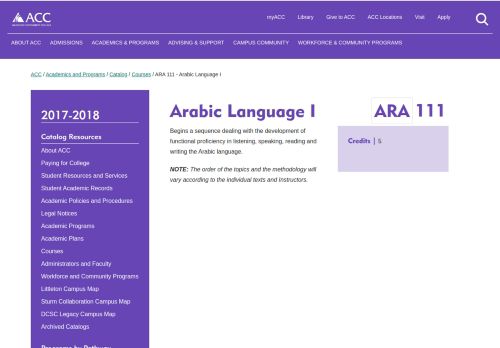 ACC
myACC Library Give to ACC ACC Locations Visit Apply
ABOUT ACC ADMISSIONS ACADEMICS & PROGRAMS ADVISING & SUPPORT CAMPUS COMMUNITY WORKFORCE & COMMUNITY PROGRAMS
ACC / Academics and Programs / Catalog / Courses / ARA 111 - Arabic Language I
2017-2018
Catalog Resources
About ACC
Paying for College
Student Resources and Services
Student Academic Records
Academic Policies and Procedures
Legal Notices
Academic Programs
Academic Plans
Courses
Administrators and Faculty
Workforce and Community Programs
Littleton Campus Map
Sturm Collaboration Campus Map
DCSC Legacy Campus Map
Archived Catalogs
Programs by Pathway
Arabic Language I
Begins a sequence dealing with the development of
functional proficiency in listening, speaking, reading and
writing the Arabic language.
NOTE: The order of the topics and the methodology will
vary according to the individual texts and Instructors.
ARA 111
Credits | 5